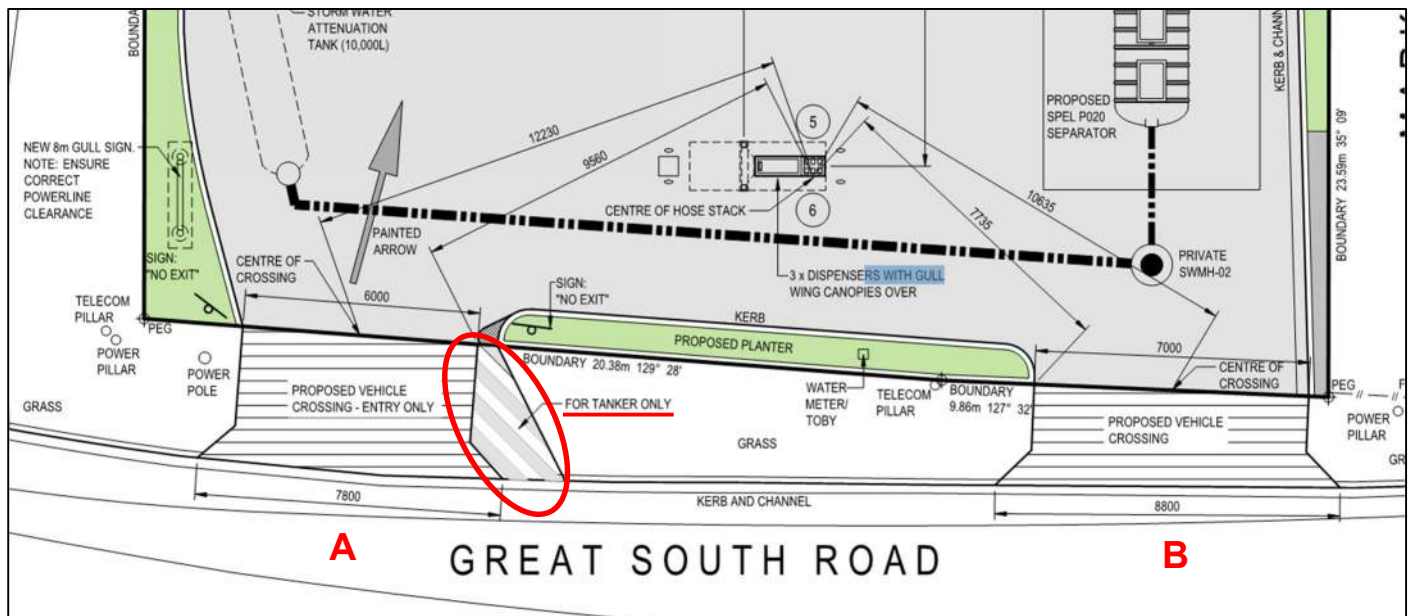 STORM WATER
ATTENUATION
TANK (10,000L)
KERB & CHANN
PROPOSED
SPEL P020
SEPARATOR
5
12230
9560
NEW 8m GULL SIGN.
NOTE: ENSURE
CORRECT
POWERLINE
CLEARANCE
BOUNDARY 23.59m 35° 09'
10635
7735
CENTRE OF HOSE STACK
6
PAINTED
ARROW
SIGN:
"NO EXIT"
CENTRE OF
CROSSING
3 x DISPENSERS WITH GULL
WING CANOPIES OVER
PRIVATE
SWMH-02
SIGN:
"NO EXIT"
6000
TELECOM
PILLAR
PEG
KERB
PROPOSED PLANTER
POWER
PILLAR
POWER
POLE
BOUNDARY 20.38m 129° 28'
7000
CENTRE OF
CROSSING
PEG
WATER
METER/
TOBY
TELECOM
PILLAR
BOUNDARY
9.86m 127° 32'
PROPOSED VEHICLE
CROSSING - ENTRY ONLY
FOR TANKER ONLY
GRASS
GRASS
PROPOSED VEHICLE
CROSSING
POWER
PILLAR
7800
KERB AND CHANNEL
8800
A
GREAT SOUTH ROAD
B